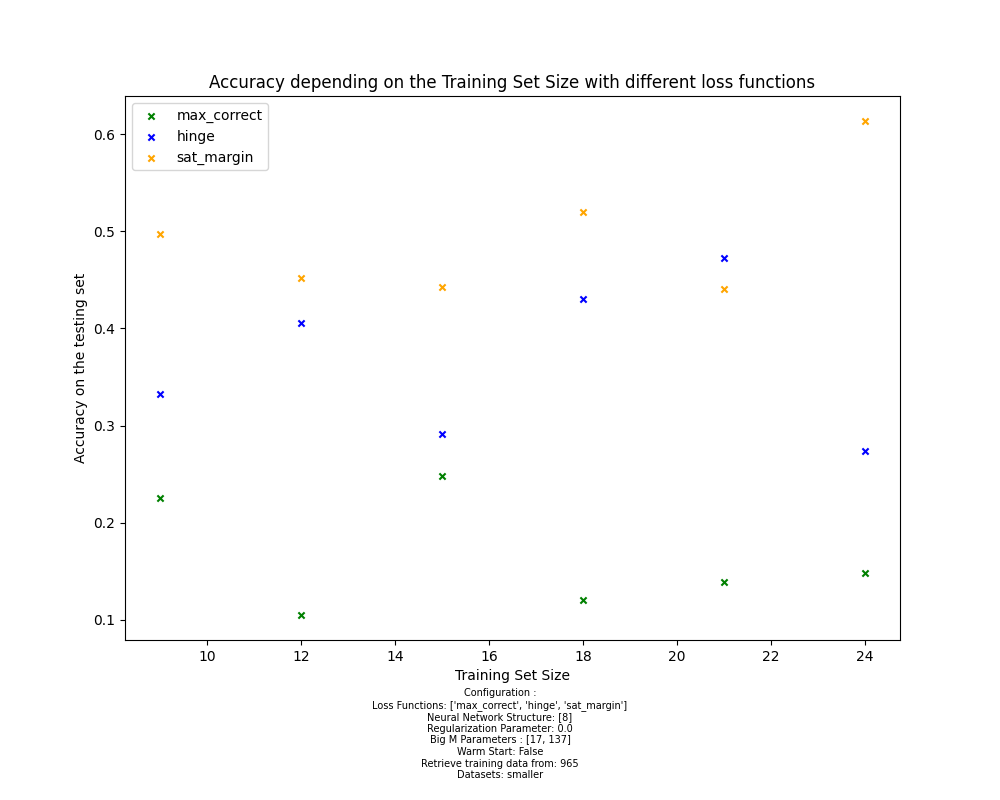 Accuracy depending on the Training Set Size with different loss functions
max_correct
hinge
sat_margin
0.6
0.5
0.4
0.3
0.2
0.1
Accuracy on the testing set
10
12
14
16
18
20
22
24
Training Set Size
Configuration :
Loss Functions: ['max_correct', 'hinge', 'sat_margin']
Neural Network Structure: [8]
Regularization Parameter: 0.0
Big M Parameters : [17, 137]
Warm Start: False
Retrieve training data from: 965
Datasets: smaller